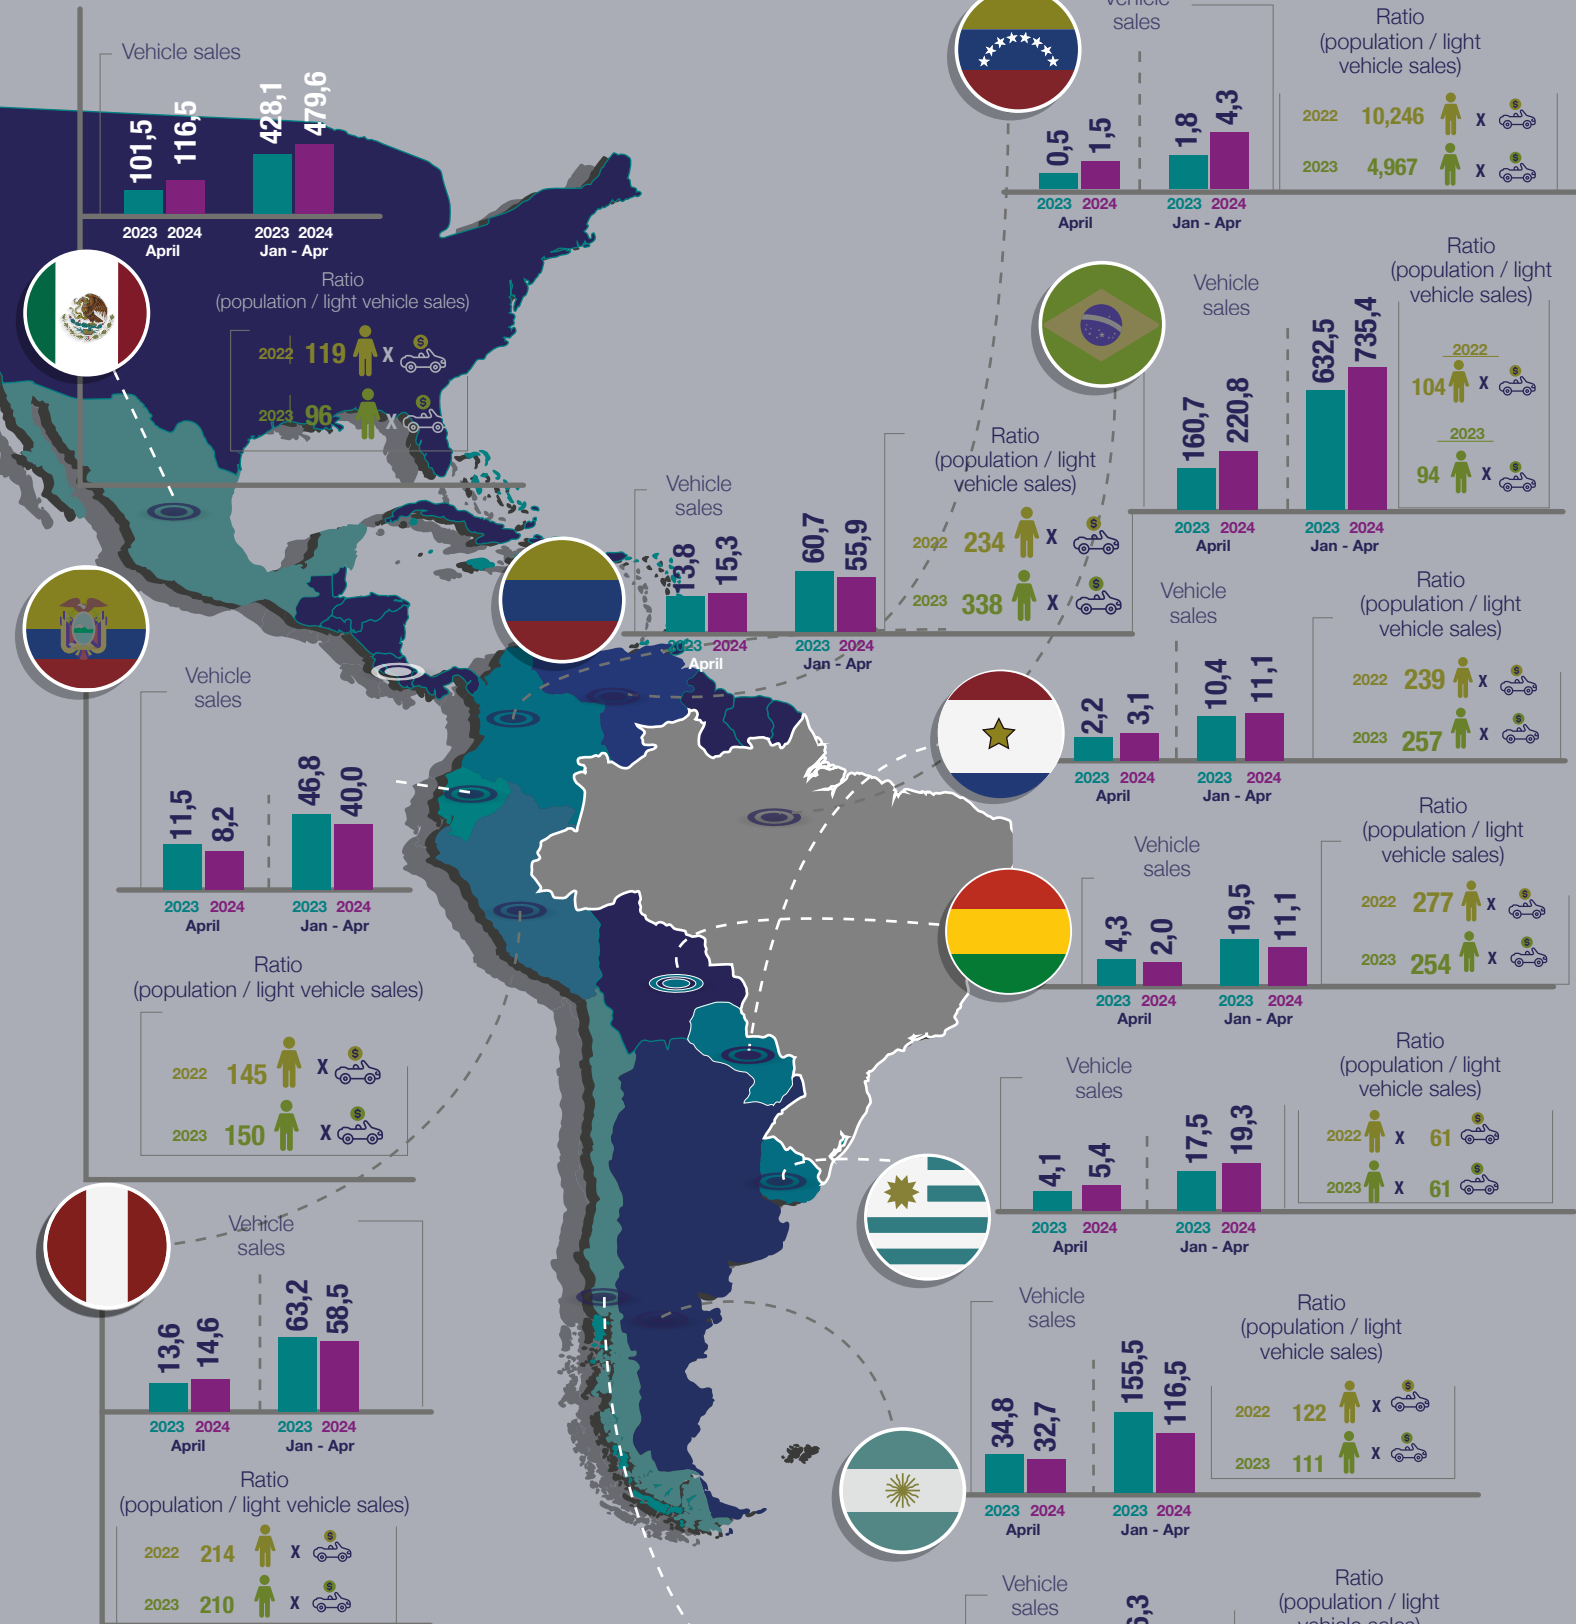 Vehicle sales
101,5
116,5
428,1
479,6
2023 2024
April
2023 2024
Jan - Apr
Ratio
(population / light vehicle sales)
2022 119 X $
2023 96 X $
Vehicle
sales
0,5
1,5
1,8
4,3
2023 2024
April
2023 2024
Jan - Apr
Ratio
(population / light
vehicle sales)
2022 10,246 X $
2023 4,967 X $
Vehicle
sales
160,7
220,8
632,5
735,4
2023 2024
April
2023 2024
Jan - Apr
Ratio
(population / light
vehicle sales)
2022
104 X $
2023
94 X $
Vehicle
sales
13,8
15,3
60,7
55,9
2023 2024
April
2023 2024
Jan - Apr
Ratio
(population / light
vehicle sales)
2022 234 X $
2023 338 X $
Vehicle
sales
2,2
3,1
10,4
11,1
2023 2024
April
2023 2024
Jan - Apr
Ratio
(population / light
vehicle sales)
2022 239 X $
2023 257 X $
Vehicle
sales
11,5
8,2
46,8
40,0
2023 2024
April
2023 2024
Jan - Apr
Ratio
(population / light vehicle sales)
2022 145 X $
2023 150 X $
Vehicle
sales
4,3
2,0
19,5
11,1
2023 2024
April
2023 2024
Jan - Apr
Ratio
(population / light
vehicle sales)
2022 277 X $
2023 254 X $
Vehicle
sales
4,1
5,4
17,5
19,3
2023 2024
April
2023 2024
Jan - Apr
Ratio
(population / light
vehicle sales)
2022 X 61 $
2023 X 61 $
Vehicle
sales
13,6
14,6
63,2
58,5
2023 2024
April
2023 2024
Jan - Apr
Ratio
(population / light vehicle sales)
2022 214 X $
2023 210 X $
Vehicle
sales
34,8
32,7
155,5
116,5
2023 2024
April
2023 2024
Jan - Apr
Ratio
(population / light
vehicle sales)
2022 122 X $
2023 111 X $
Vehicle
sales
Ratio
(population / light
vehicle sales)